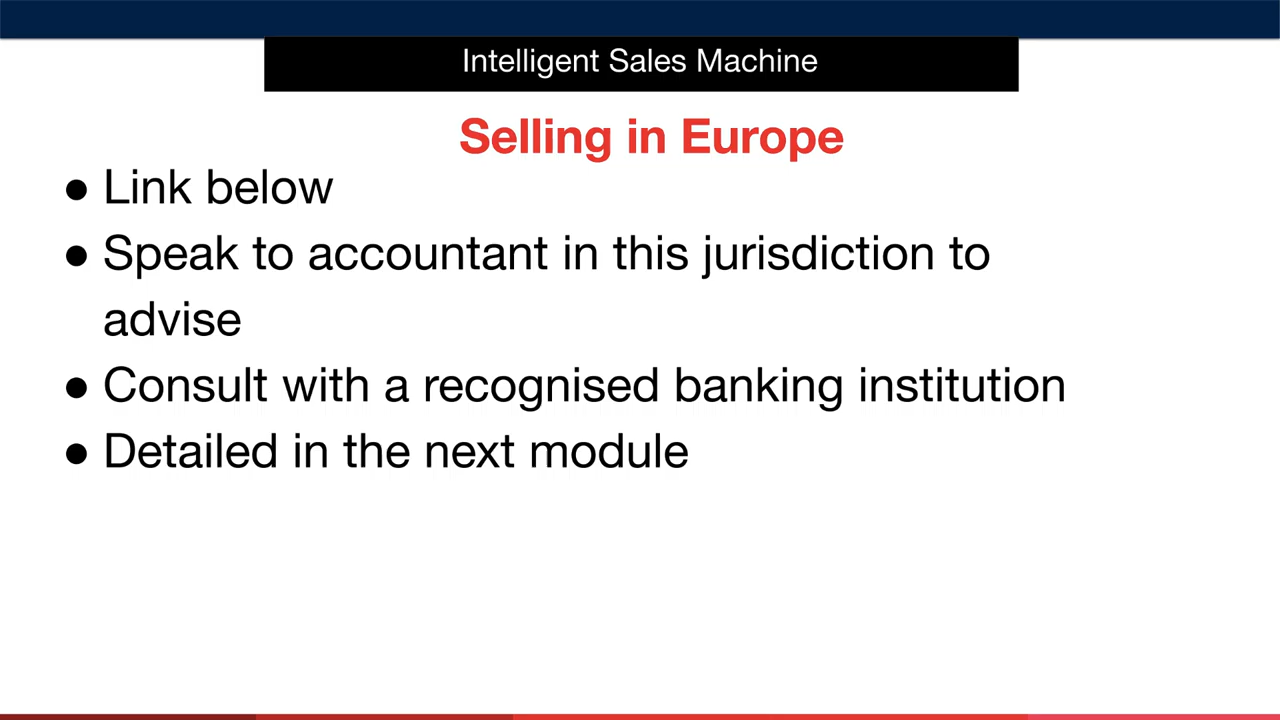 Intelligent Sales Machine
Selling in Europe
● Link below
● Speak to accountant in this jurisdiction to
advise
● Consult with a recognised banking institution
● Detailed in the next module